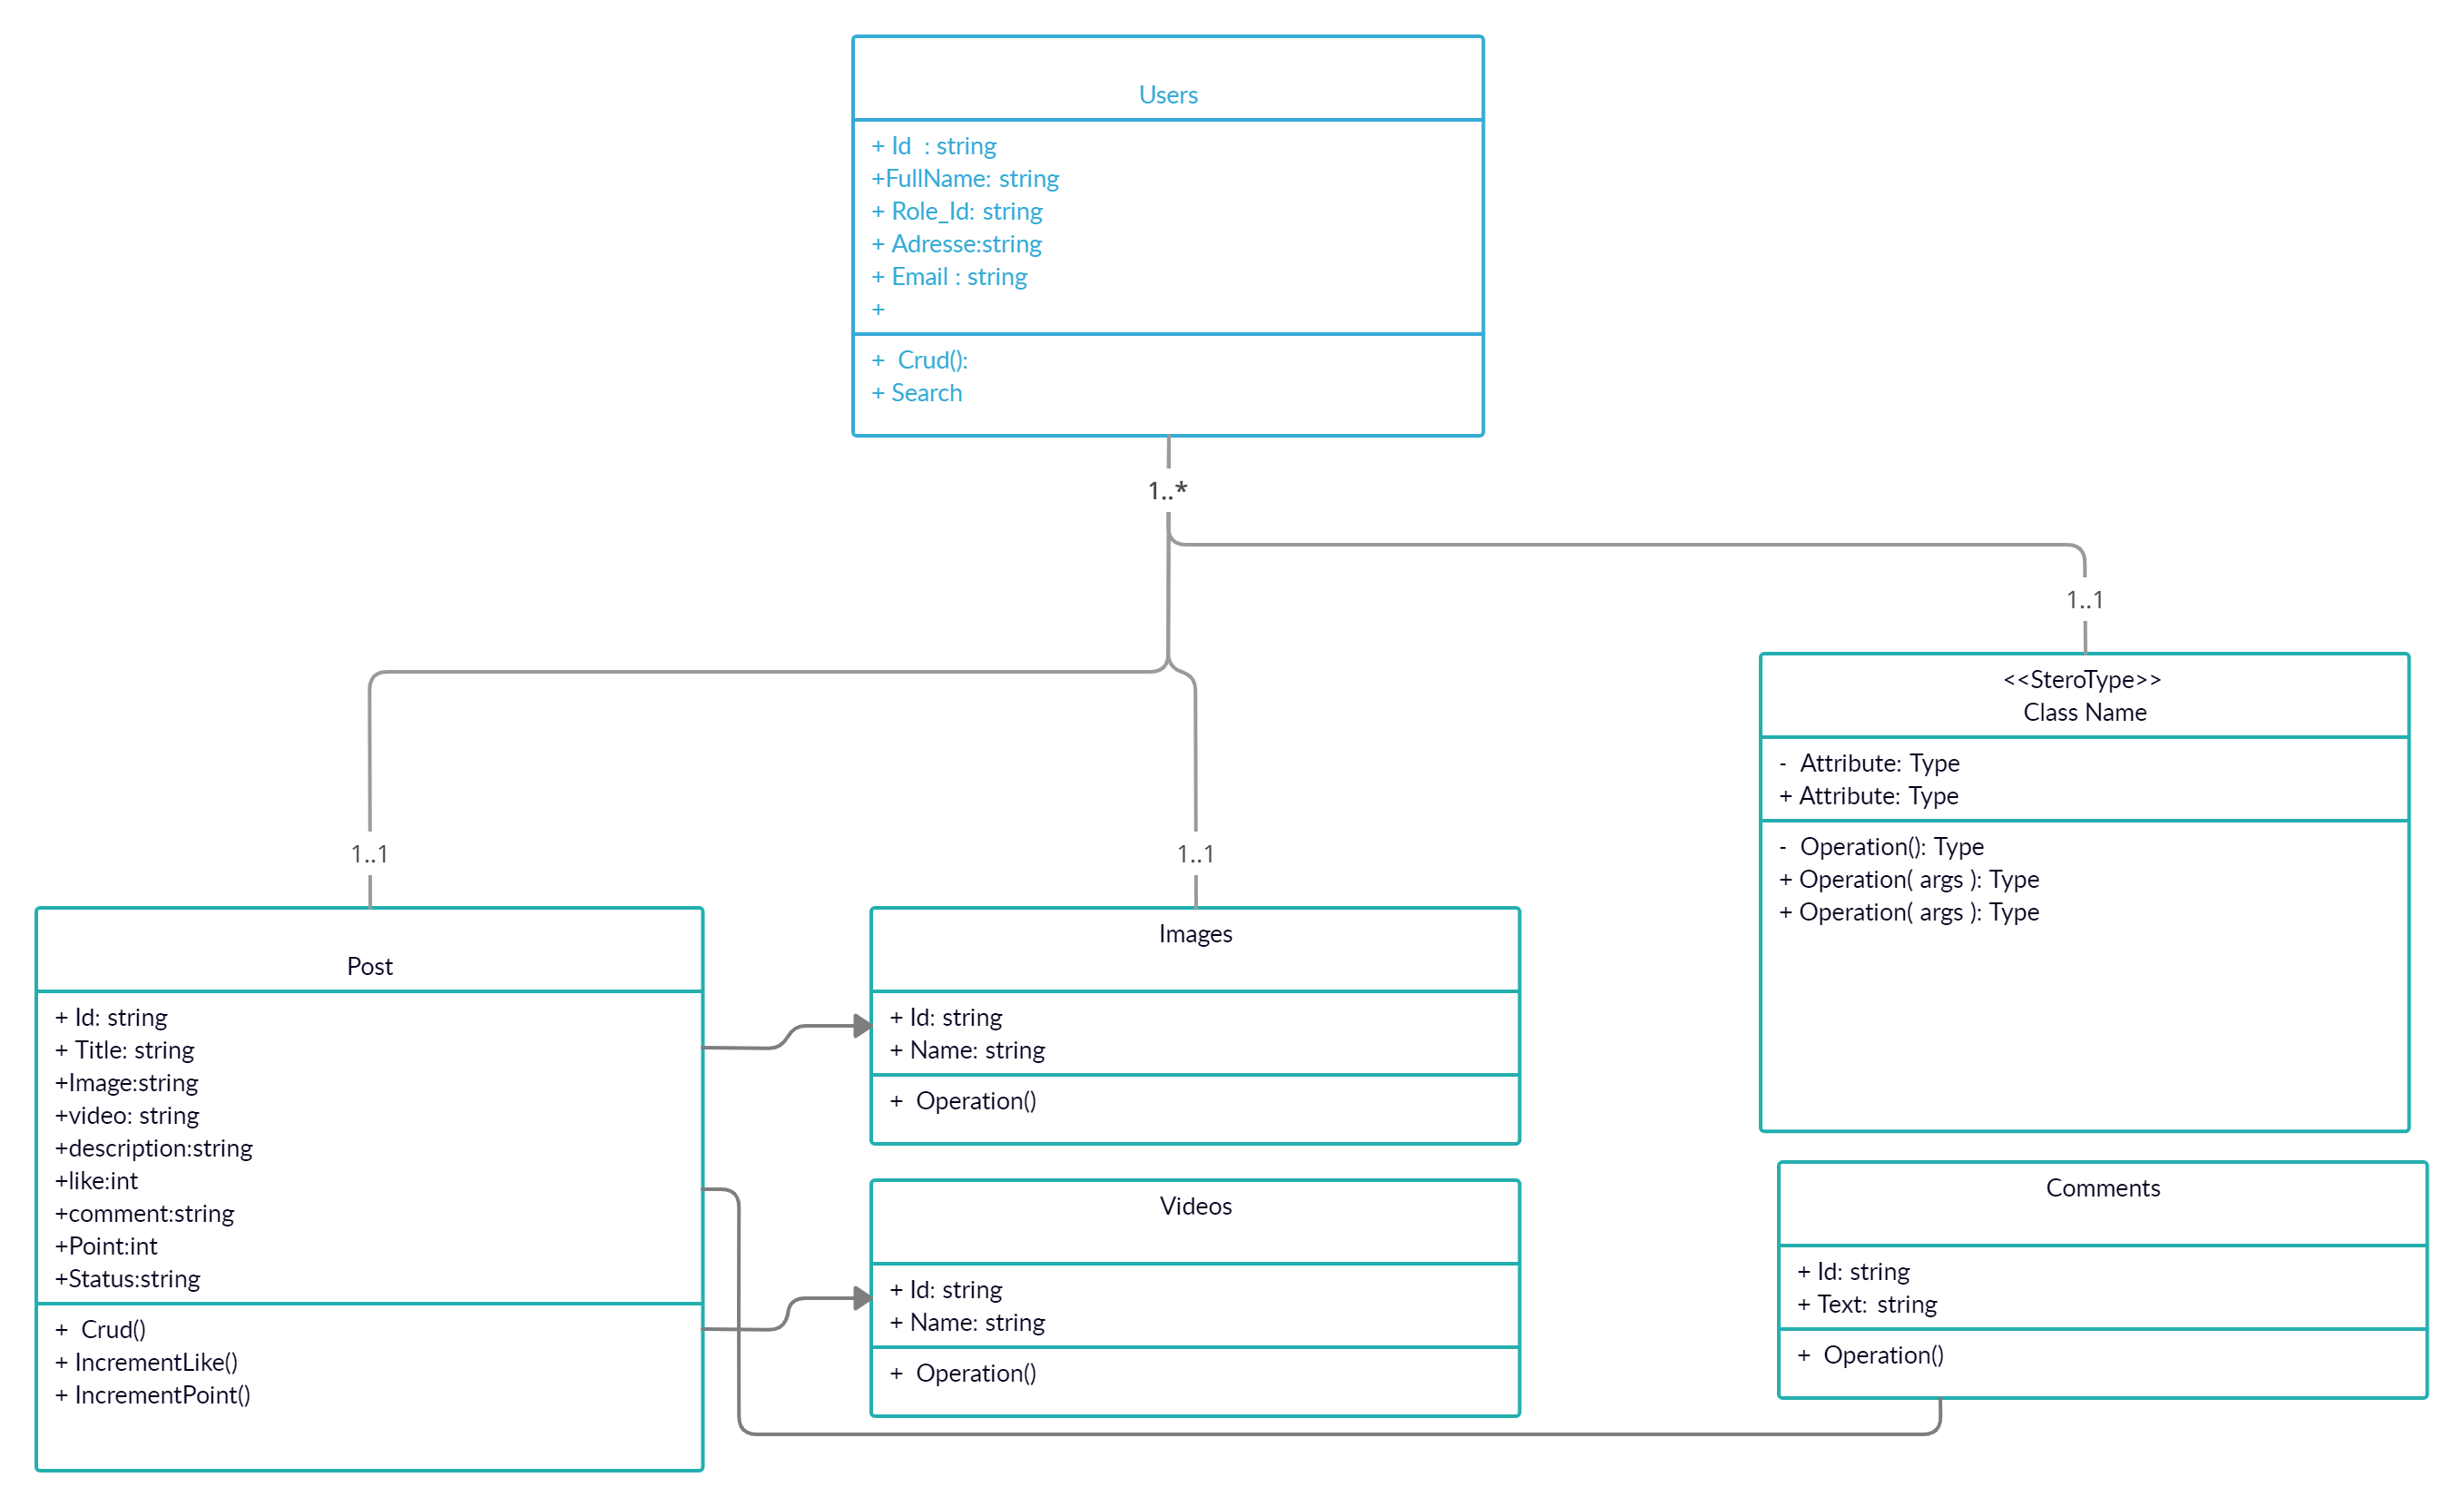 Users
+ Id  : string
+FullName: string
+ Role_Id: string
+ Adresse:string
+ Email : string
+
+  Crud():
+ Search
1..*
1..1
<<SteroType>>
Class Name
-  Attribute: Type
+ Attribute: Type
-  Operation(): Type
+ Operation( args ): Type
+ Operation( args ): Type
1..1
1..1
Post
+ Id: string
+ Title: string
+Image:string
+video: string
+description:string
+like:int
+comment:string
+Point:int
+Status:string
+  Crud()
+ IncrementLike()
+ IncrementPoint()
Images
+ Id: string
+ Name: string
+  Operation()
Videos
+ Id: string
+ Name: string
+  Operation()
Comments
+ Id: string
+ Text:  string
+  Operation()